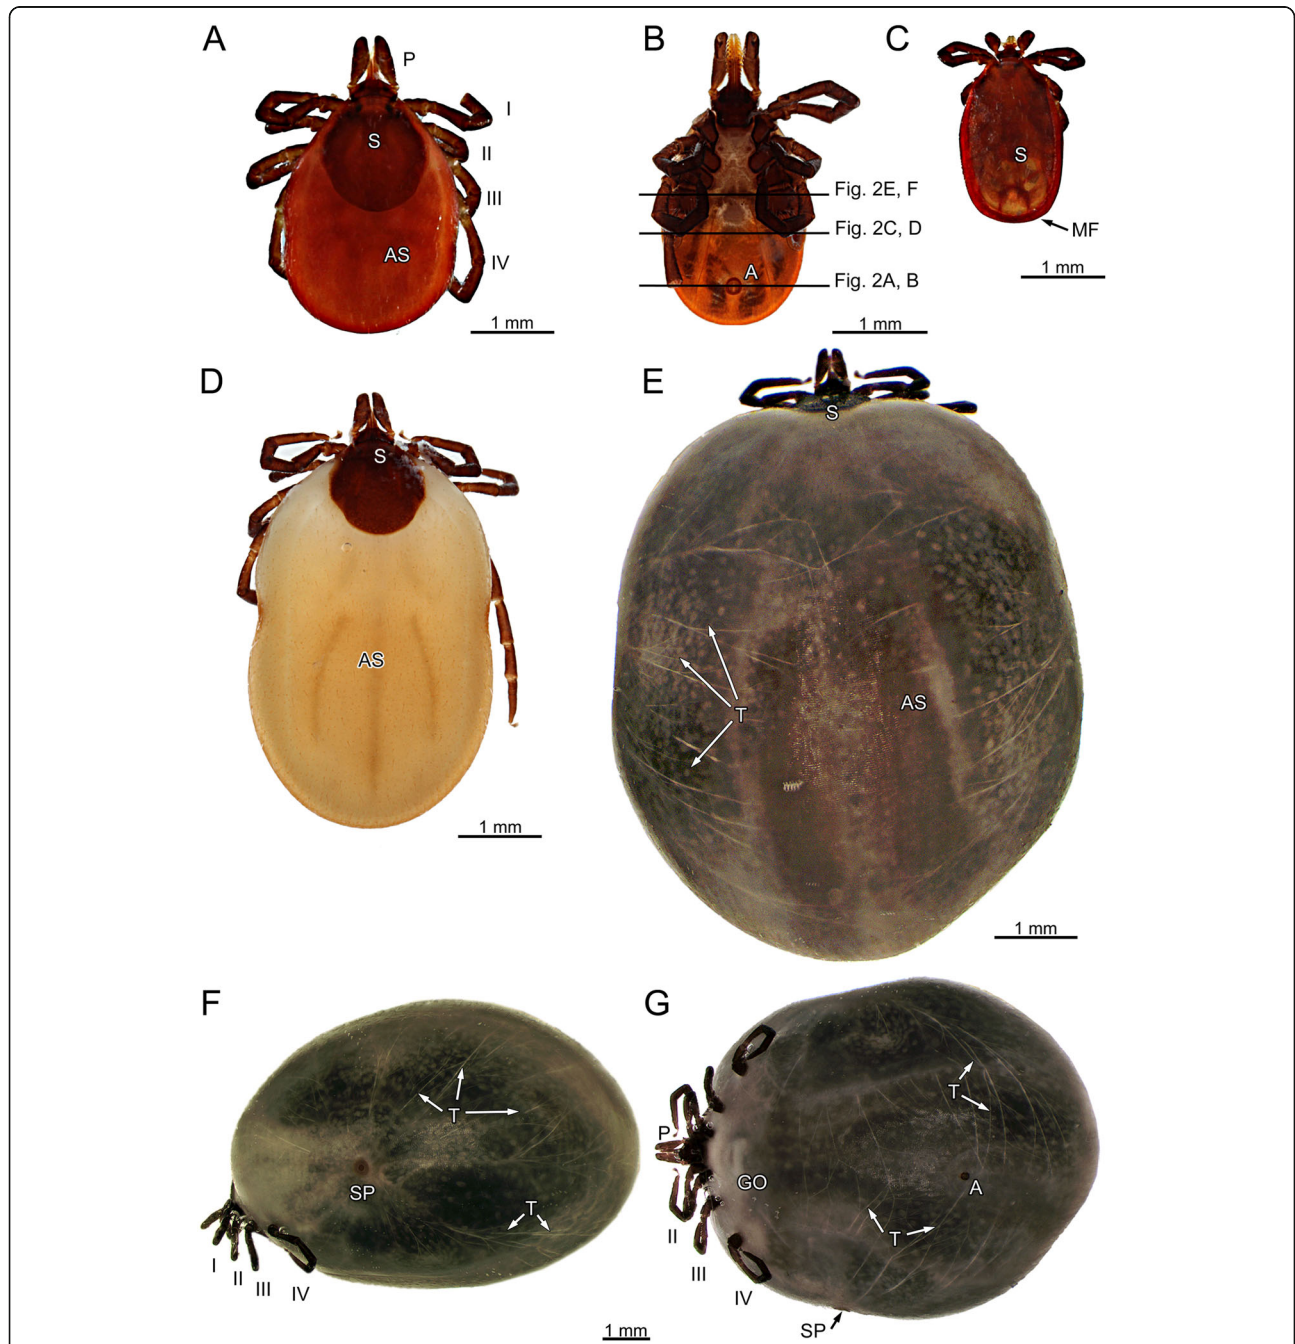 A
P
S
I
II
III
AS
IV
1 mm
B
Fig. 2E, F
Fig. 2C, D
A
Fig. 2A, B
1 mm
C
S
MF
1 mm
D
S
AS
1 mm
E
S
T
AS
1 mm
F
T
SP
T
I
II
III
IV
G
T
P
GO
A
II
T
III
IV
SP
1 mm